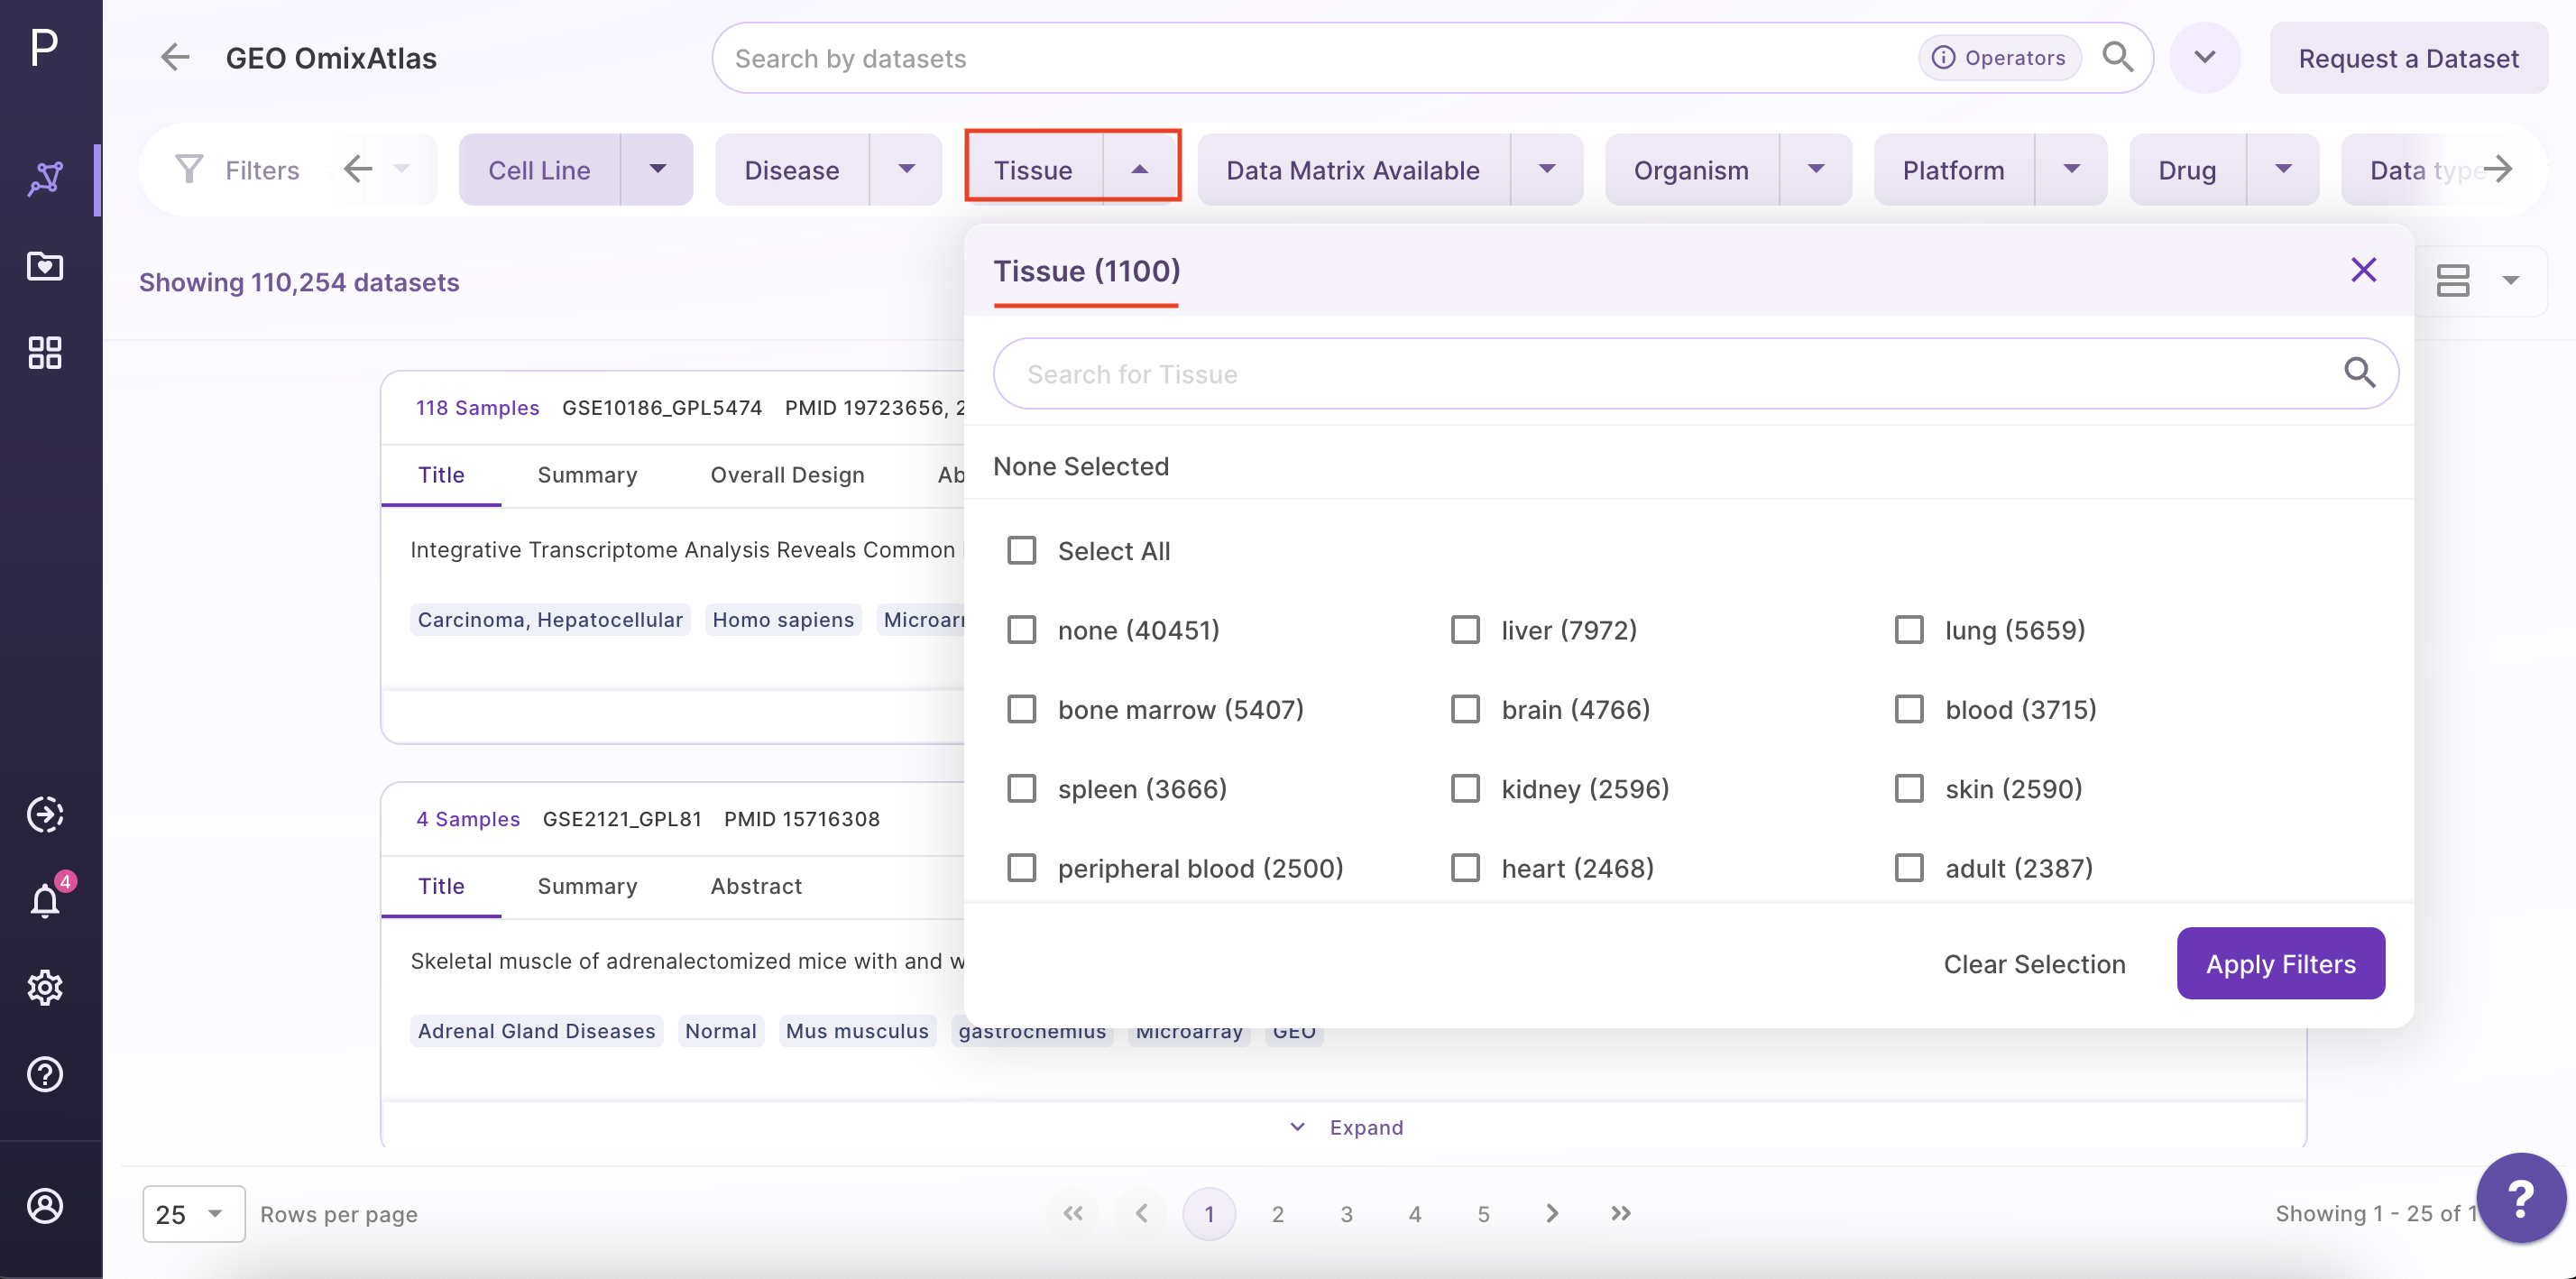 P
GEO OmixAtlas
Search by datasets
Operators
Request a Dataset
Filters
Cell Line
Disease
Tissue
Data Matrix Available
Organism
Platform
Drug
Data type
Showing 110,254 datasets
Tissue (1100)
Search for Tissue
None Selected
Select All
none (40451)
liver (7972)
lung (5659)
bone marrow (5407)
brain (4766)
blood (3715)
spleen (3666)
kidney (2596)
skin (2590)
peripheral blood (2500)
heart (2468)
adult (2387)
Clear Selection
Apply Filters
118 Samples GSE10186_GPL5474 PMID 19723656, 2
Title Summary Overall Design Ab
Integrative Transcriptome Analysis Reveals Common
Carcinoma, Hepatocellular Homo sapiens Microarr
4 Samples GSE2121_GPL81 PMID 15716308
Title Summary Abstract
Skeletal muscle of adrenalectomized mice with and w
Adrenal Gland Diseases Normal Mus musculus gastrocnemius Microarray GEO
Expand
4
25 Rows per page
1 2 3 4 5
Showing 1 - 25 of 1
?